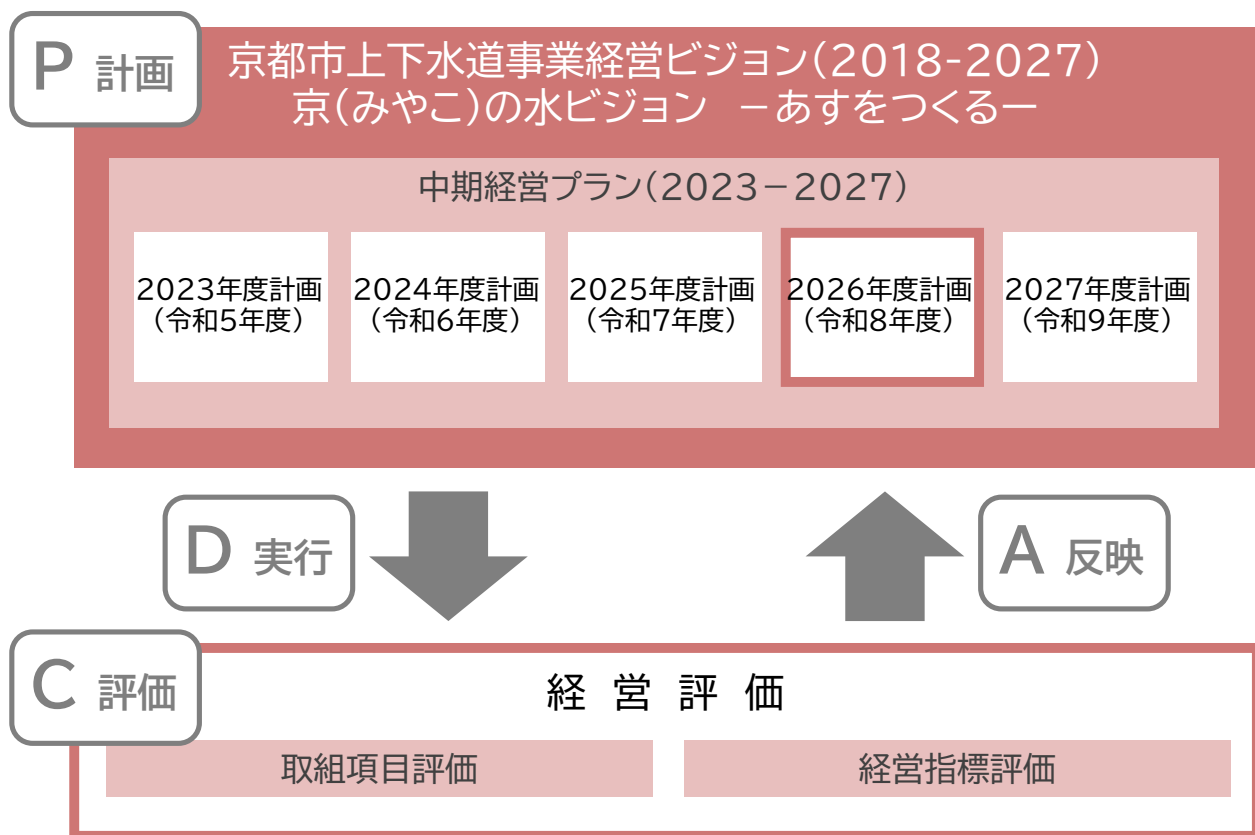 P 計画
京都市上下水道事業経営ビジョン(2018-2027)
京(みやこ)の水ビジョン －あすをつくるー
中期経営プラン(2023－2027)
2023年度計画
(令和5年度)
2024年度計画
(令和6年度)
2025年度計画
(令和7年度)
2026年度計画
(令和8年度)
2027年度計画
(令和9年度)
D 実行
A 反映
C 評価
経 営 評 価
取組項目評価
経営指標評価